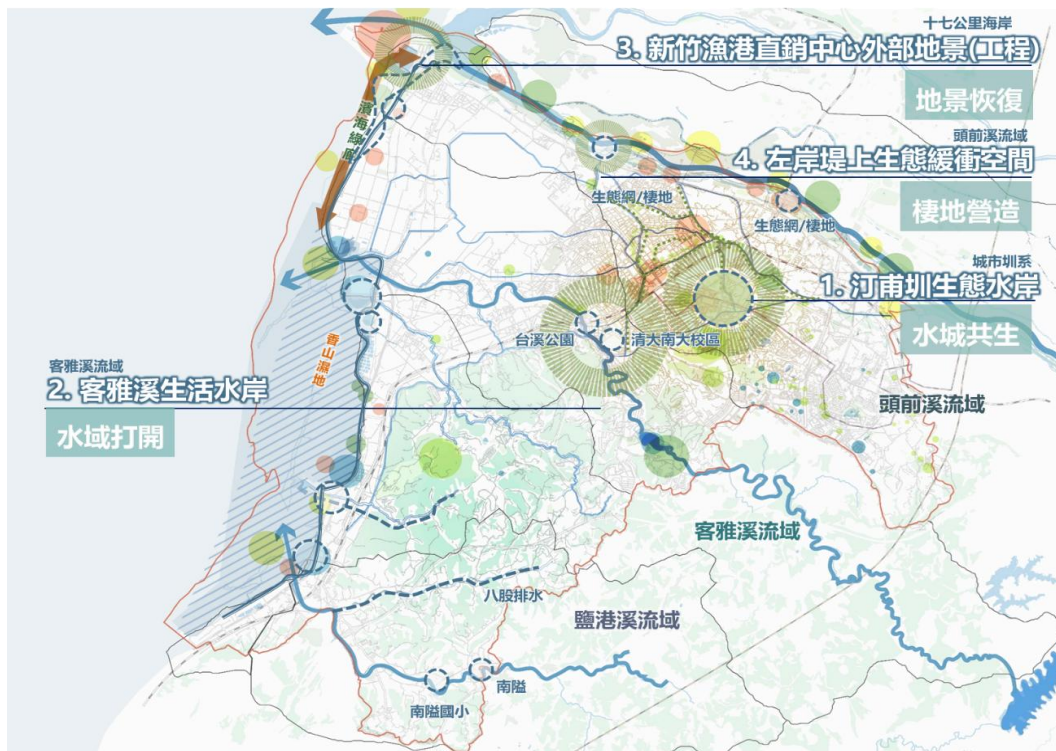 十七公里海岸
3. 新竹漁港直銷中心外部地景(工程)
地景恢復
濱海綠廊
頭前溪流域
4. 左岸堤上生態緩衝空間
棲地營造
生態網/棲地
生態網/棲地
城市圳系
1. 汀甫圳生態水岸
水城共生
台溪公園
清大南大校區
香山濕地
客雅溪流域
2. 客雅溪生活水岸
水域打開
頭前溪流域
客雅溪流域
八股排水
鹽港溪流域
南隘
南隘國小